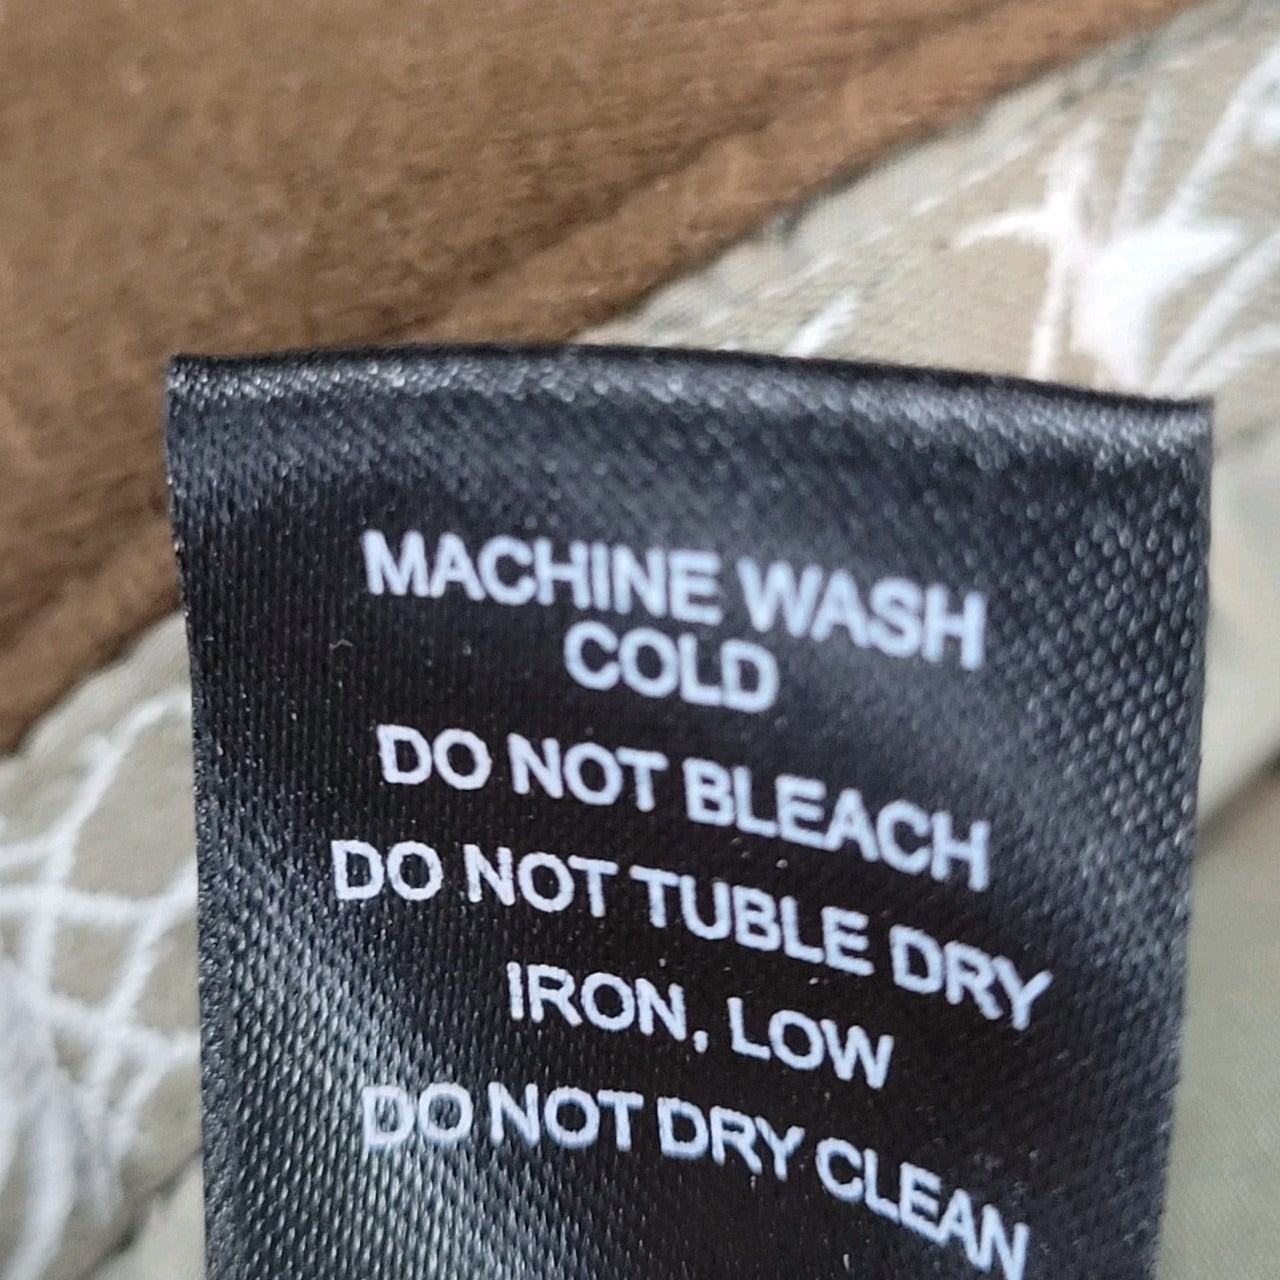 MACHINE WASH
COLD
DO NOT BLEACH
DO NOT TUBLE DRY
IRON, LOW
DO NOT DRY CLEAN